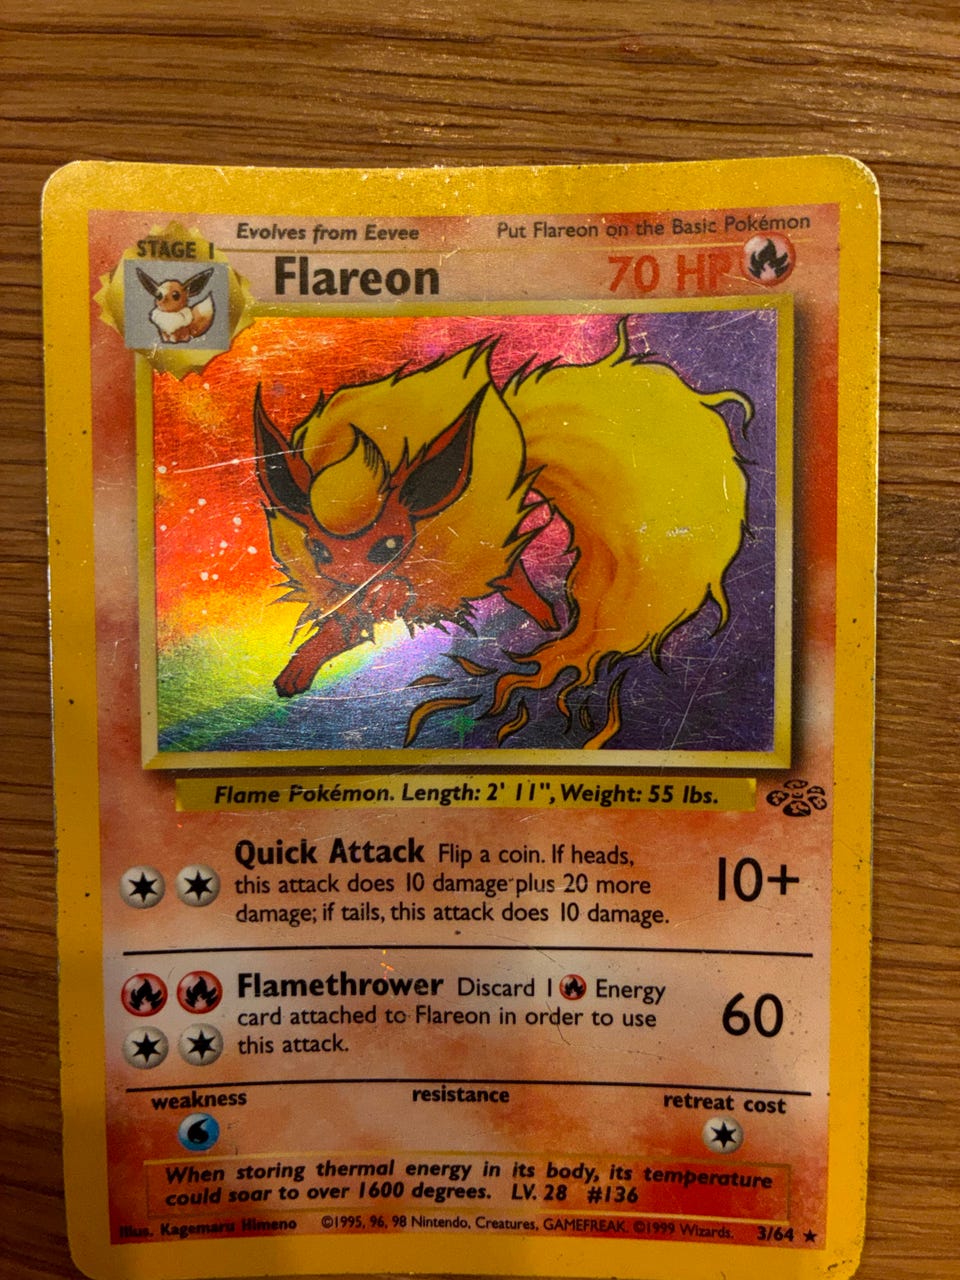 STAGE 1
Evolves from Eevee
Put Flareon on the Basic Pokémon
Flareon
70 HP
Flame Pokémon. Length: 2' 11", Weight: 55 lbs.
Quick Attack Flip a coin. If heads,
this attack does 10 damage plus 20 more
damage; if tails, this attack does 10 damage.
10+
Flamethrower Discard 1 Energy
card attached to Flareon in order to use
this attack.
60
weakness
resistance
retreat cost
When storing thermal energy in its body, its temperature
could soar to over 1600 degrees. LV. 28 #136
Illus. Kagemaru Himeno ©1995, 96, 98 Nintendo, Creatures, GAMEFREAK. ©1999 Wizards. 3/64 ★